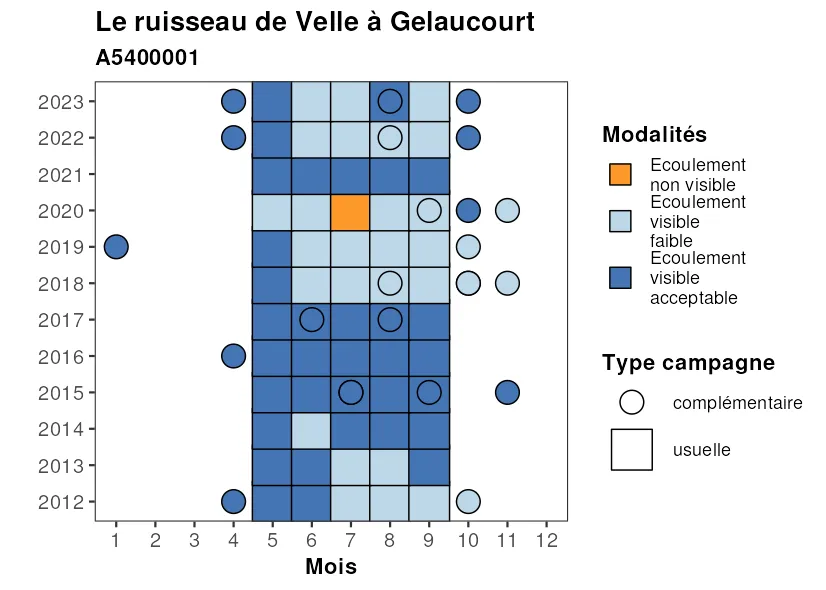 Le ruisseau de Velle à Gelaucourt
A5400001
2023
2022
2021
2020
2019
2018
2017
2016
2015
2014
2013
2012
1 2 3 4 5 6 7 8 9 10 11 12
Mois
Modalités
Ecoulement
non visible
Ecoulement
visible
faible
Ecoulement
visible
acceptable
Type campagne
complémentaire
usuelle